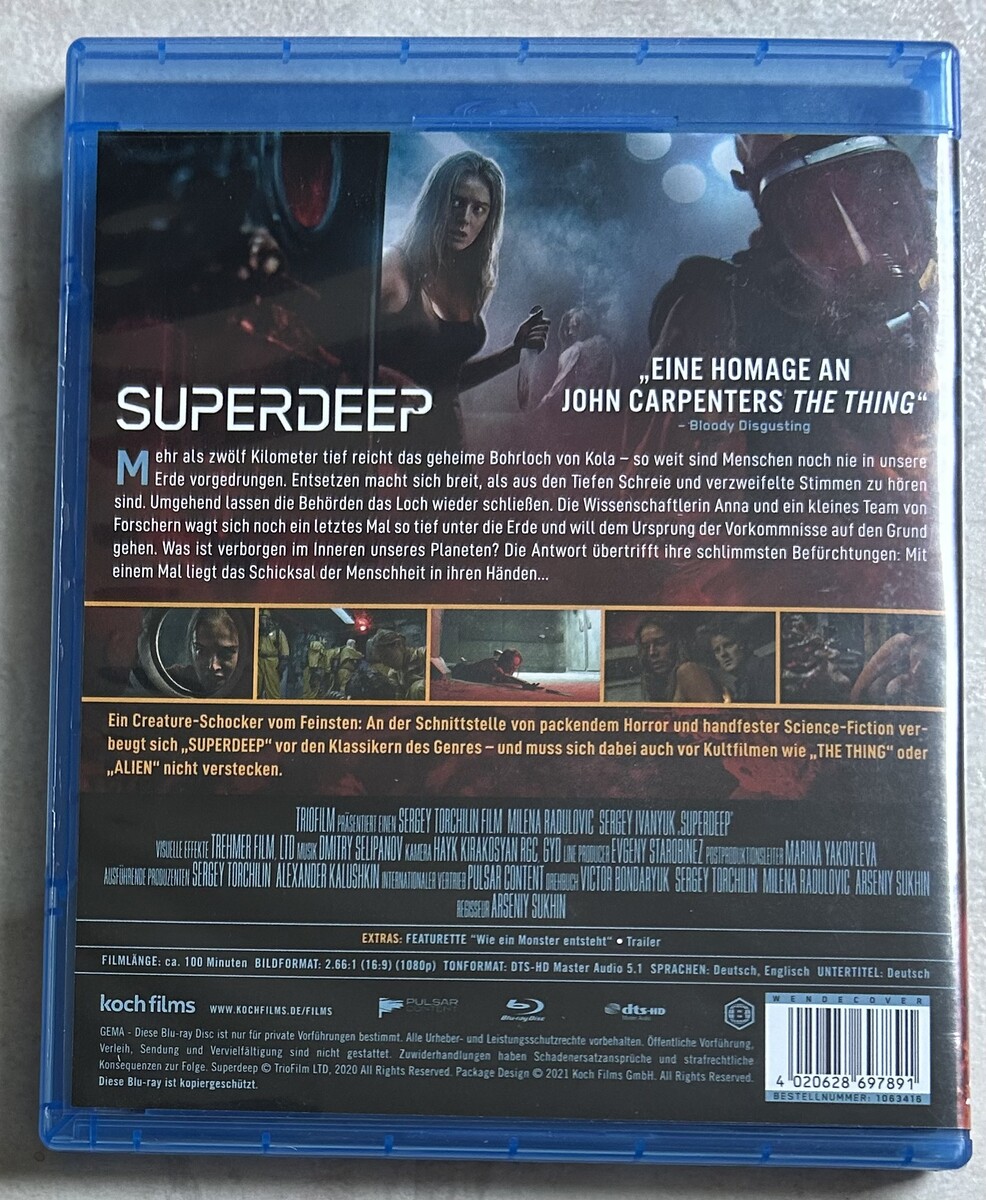 SUPERDEEP
„EINE HOMAGE AN
JOHN CARPENTERS THE THING“
– Bloody Disgusting
Mehr als zwölf Kilometer tief reicht das geheime Bohrloch von Kola – so weit sind Menschen noch nie in unsere
Erde vorgedrungen. Entsetzen macht sich breit, als aus den Tiefen Schreie und verzweifelte Stimmen zu hören
sind. Umgehend lassen die Behörden das Loch wieder schließen. Die Wissenschaftlerin Anna und ein kleines Team von
Forschern wagt sich noch ein letztes Mal so tief unter die Erde und will dem Ursprung der Vorkommnisse auf den Grund
gehen. Was ist verborgen im Inneren unseres Planeten? Die Antwort übertrifft ihre schlimmsten Befürchtungen: Mit
einem Mal liegt das Schicksal der Menschheit in ihren Händen...
Ein Creature-Schocker vom Feinsten: An der Schnittstelle von packendem Horror und handfester Science-Fiction ver-
beugt sich „SUPERDEEP“ vor den Klassikern des Genres – und muss sich dabei auch vor Kultfilmen wie „THE THING“ oder
„ALIEN“ nicht verstecken.
TRIOFILM PRÄSENTIERT EINEN SERGEY TORCHILIN FILM MILENA RADULOVIC SERGEY IVANYUK „SUPERDEEP“
VISUELLE EFFEKTE TREHMER FILM, LTD MUSIK DMITRY SELIPANOV KAMERA HAYK KIRAKOSYAN RGC, GYD LINE PRODUCER EVGENY STAROBINEZ POSTPRODUKTIONSLEITER MARINA YAKOVLEVA
AUSFÜHRENDE PRODUZENTEN SERGEY TORCHILIN ALEXANDER KALUSHKIN INTERNATIONALER VERTRIEB PULSAR CONTENT DREHBUCH VICTOR BONDARYUK SERGEY TORCHILIN MILENA RADULOVIC ARSENIY SUKHIN
REGISSEUR ARSENIY SUKHIN
EXTRAS: FEATURETTE "Wie ein Monster entsteht" • Trailer
FILMLÄNGE: ca. 100 Minuten BILDFORMAT: 2.66:1 (16:9) (1080p) TONFORMAT: DTS-HD Master Audio 5.1 SPRACHEN: Deutsch, Englisch UNTERTITEL: Deutsch
koch films WWW.KOCHFILMS.DE/FILMS PULSAR CONTENT Blu-ray Disc dts-HD Master Audio B
WENDECOVER
GEMA - Diese Blu-ray Disc ist nur für private Vorführungen bestimmt. Alle Urheber- und Leistungsschutzrechte vorbehalten. Öffentliche Vorführung,
Verleih, Sendung und Vervielfältigung sind nicht gestattet. Zuwiderhandlungen haben Schadenersatzansprüche und strafrechtliche
Konsequenzen zur Folge. Superdeep © TrioFilm LTD, 2020 All Rights Reserved. Package Design © 2021 Koch Films GmbH. All Rights Reserved.
Diese Blu-ray ist kopiergeschützt.
4 020628 697891
BESTELLNUMMER: 1063416